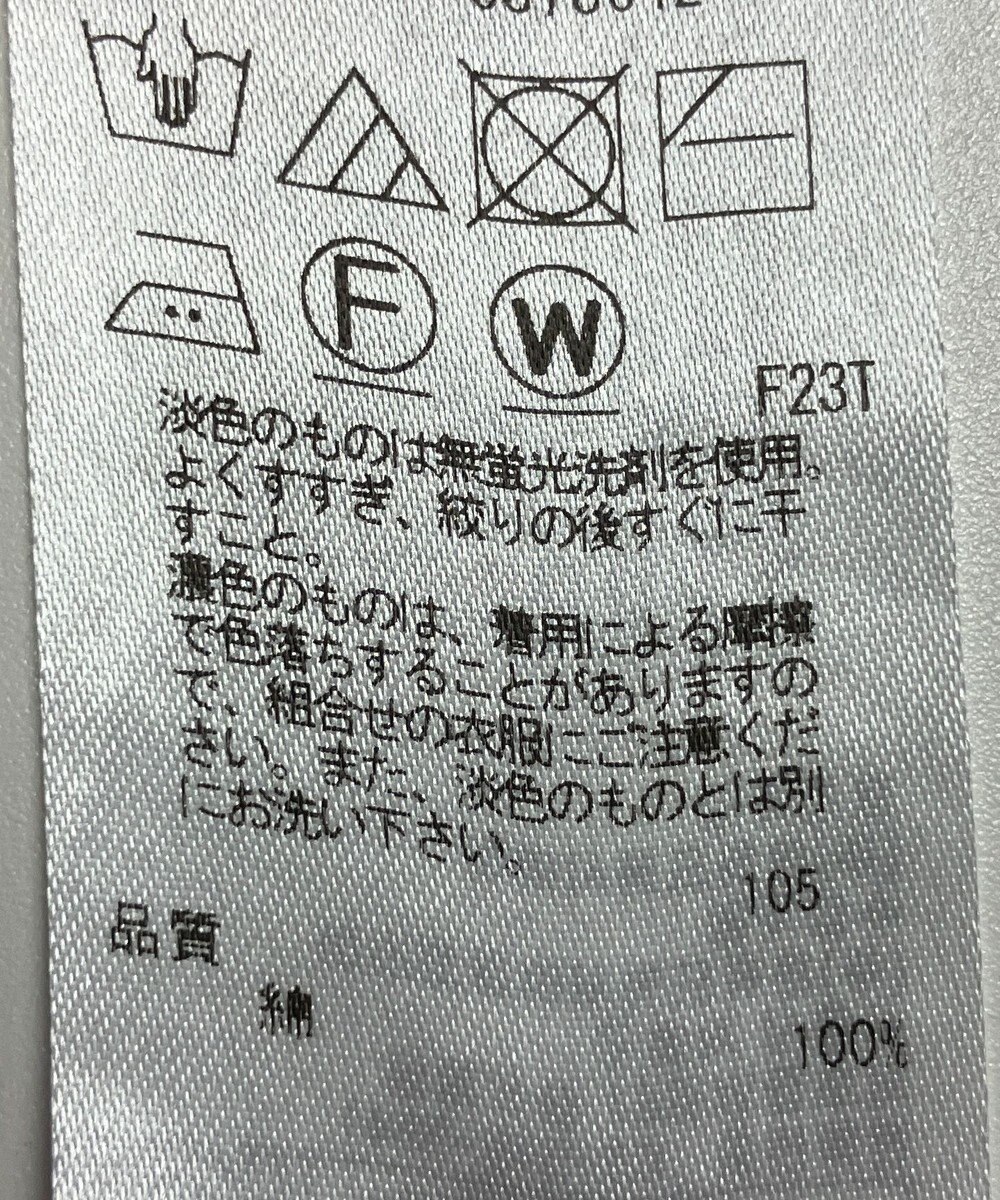 F
W
F23T
淡色のものは無蛍光洗剤を使用。
よくすすぎ、絞りの後すぐに干
すこと。
濃色のものは、着用による摩擦
で色落ちすることがありますの
で、組合せの衣服にご注意くだ
さい。また、淡色のものとは別
にお洗い下さい。
105
品質
綿
100%